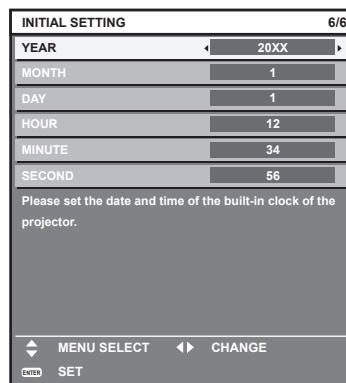 INITIAL SETTING 6/6
YEAR 20XX
MONTH 1
DAY 1
HOUR 12
MINUTE 34
SECOND 56
Please set the date and time of the built-in clock of the
projector.
MENU SELECT CHANGE
ENTER SET